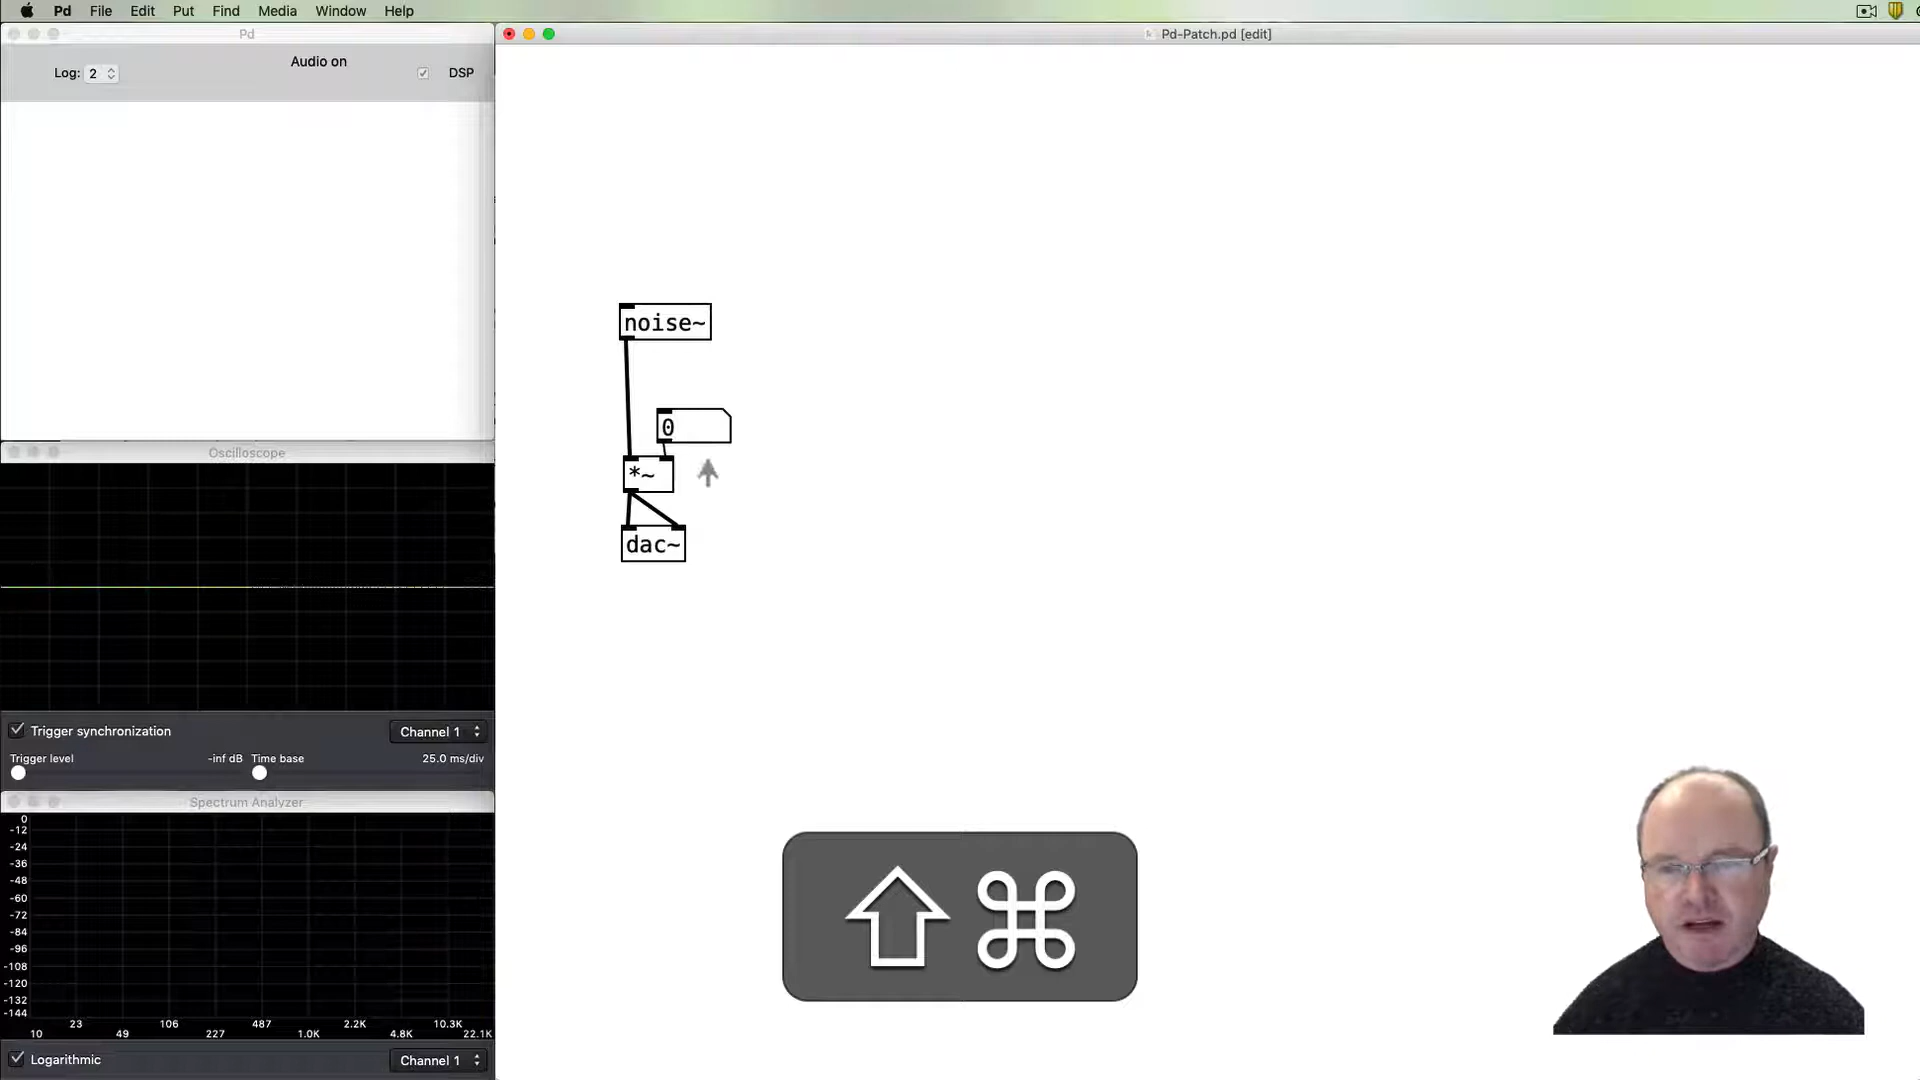 Pd File Edit Put Find Media Window Help
Pd
Audio on
Log: 2
DSP
Pd-Patch.pd [edit]
noise~
0
*~
dac~
Oscilloscope
Trigger synchronization
Channel 1
Trigger level -inf dB Time base 25.0 ms/div
Spectrum Analyzer
0
-12
-24
-36
-48
-60
-72
-84
-96
-108
-120
-132
-144
23 106 487 2.2K 10.3K
10 49 227 1.0K 4.8K 22.1K
Logarithmic
Channel 1
⇧ ⌘